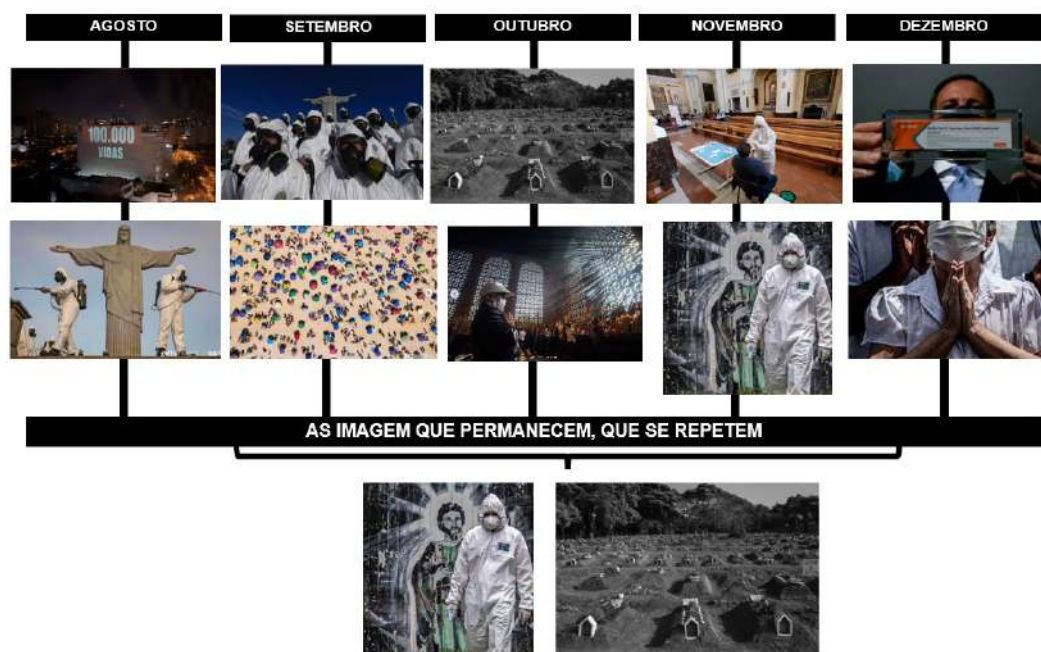 AGOSTO
SETEMBRO
OUTUBRO
NOVEMBRO
DEZEMBRO
100.000
VIDAS
AS IMAGEM QUE PERMANECEM, QUE SE REPETEM